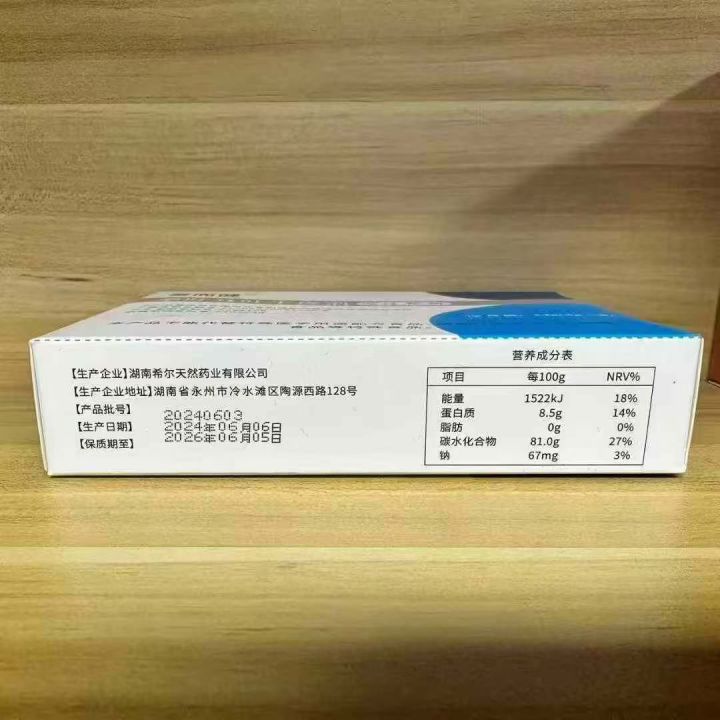 【生产企业】湖南希尔天然药业有限公司
【生产企业地址】湖南省永州市冷水滩区陶源西路128号
【产品批号】 20240603
【生产日期】 2024年06月06日
【保质期至】 2026年06月05日
营养成分表
项目 每100g NRV%
能量 1522kJ 18%
蛋白质 8.5g 14%
脂肪 0g 0%
碳水化合物 81.0g 27%
钠 67mg 3%